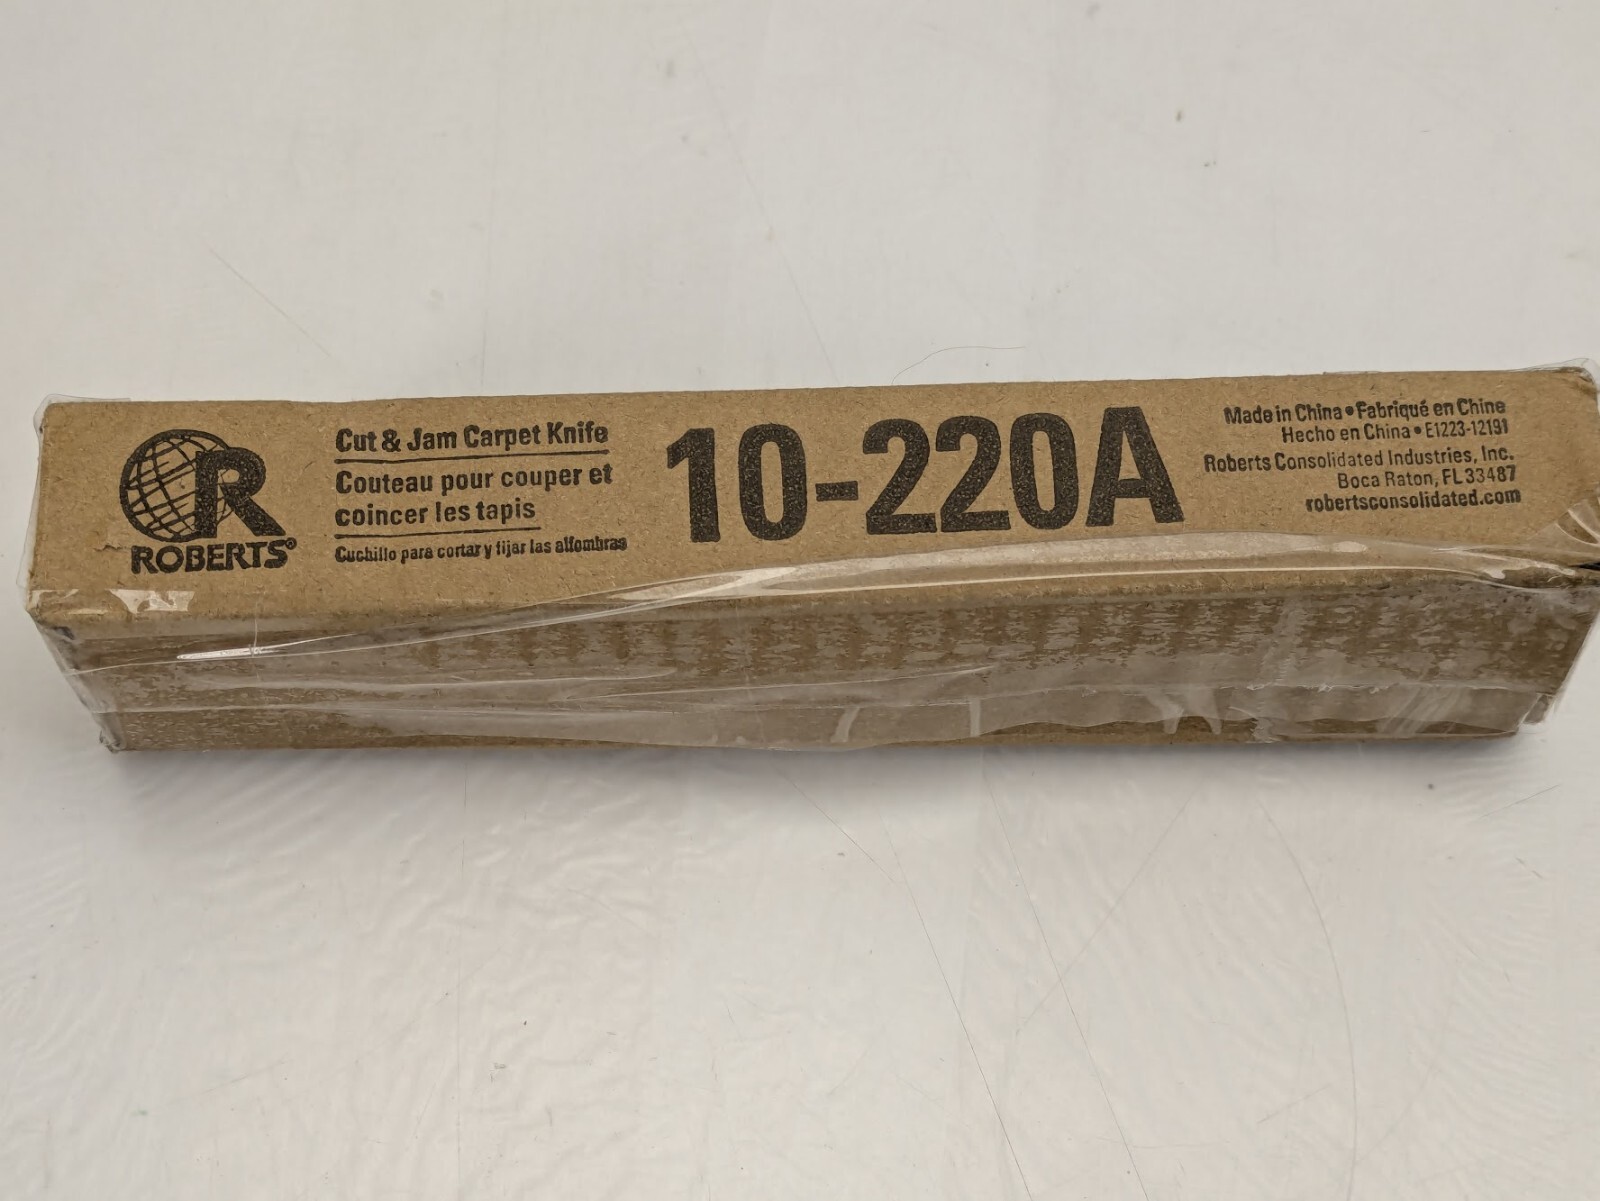 R
ROBERTS®
Cut & Jam Carpet Knife
Couteau pour couper et
coincer les tapis
Cuchillo para cortar y fijar las alfombras
10-220A
Made in China • Fabriqué en Chine
Hecho en China • E1223-12191
Roberts Consolidated Industries, Inc.
Boca Raton, FL 33487
robertsconsolidated.com